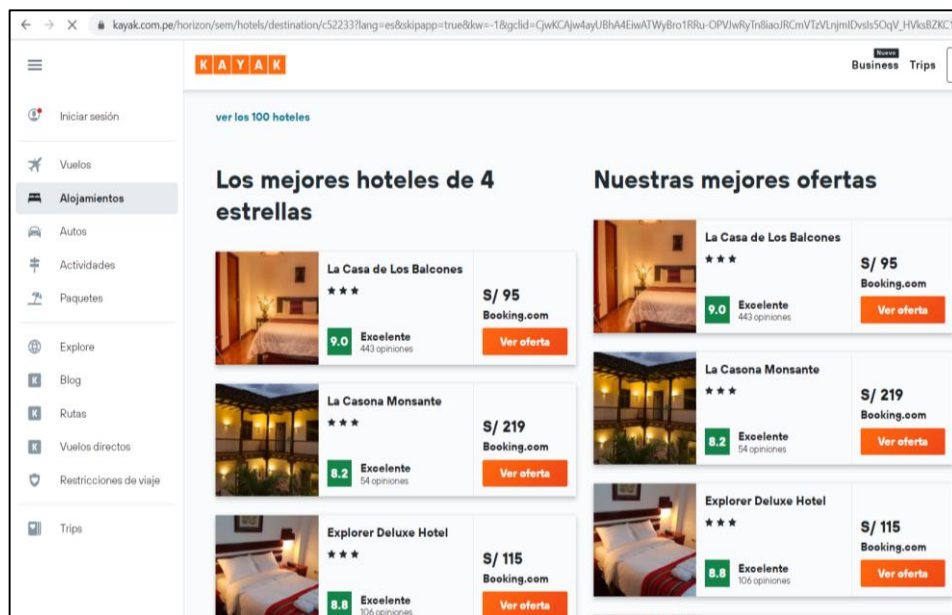 kayak.com.pe/horizon/sem/hotels/destination/c52233?lang=es&skipapp=true&kw=-1&gclid=CjwKCAjw4ayUBhA4EiwATWyBro1RRu-OPVJwRyTn8iaoJRCmVTzVLnjmIDvsIs5OqV_HVks8ZKC1
KAYAK
Nuevo
Business Trips
Iniciar sesión
Vuelos
Alojamientos
Autos
Actividades
Paquetes
Explore
Blog
Rutas
Vuelos directos
Restricciones de viaje
Trips
ver los 100 hoteles
Los mejores hoteles de 4
estrellas
La Casa de Los Balcones
S/ 95
Booking.com
9.0 Excelente
443 opiniones
Ver oferta
La Casona Monsante
S/ 219
Booking.com
8.2 Excelente
54 opiniones
Ver oferta
Explorer Deluxe Hotel
S/ 115
Booking.com
8.8 Excelente
106 opiniones
Ver oferta
Nuestras mejores ofertas
La Casa de Los Balcones
S/ 95
Booking.com
9.0 Excelente
443 opiniones
Ver oferta
La Casona Monsante
S/ 219
Booking.com
8.2 Excelente
54 opiniones
Ver oferta
Explorer Deluxe Hotel
S/ 115
Booking.com
8.8 Excelente
106 opiniones
Ver oferta